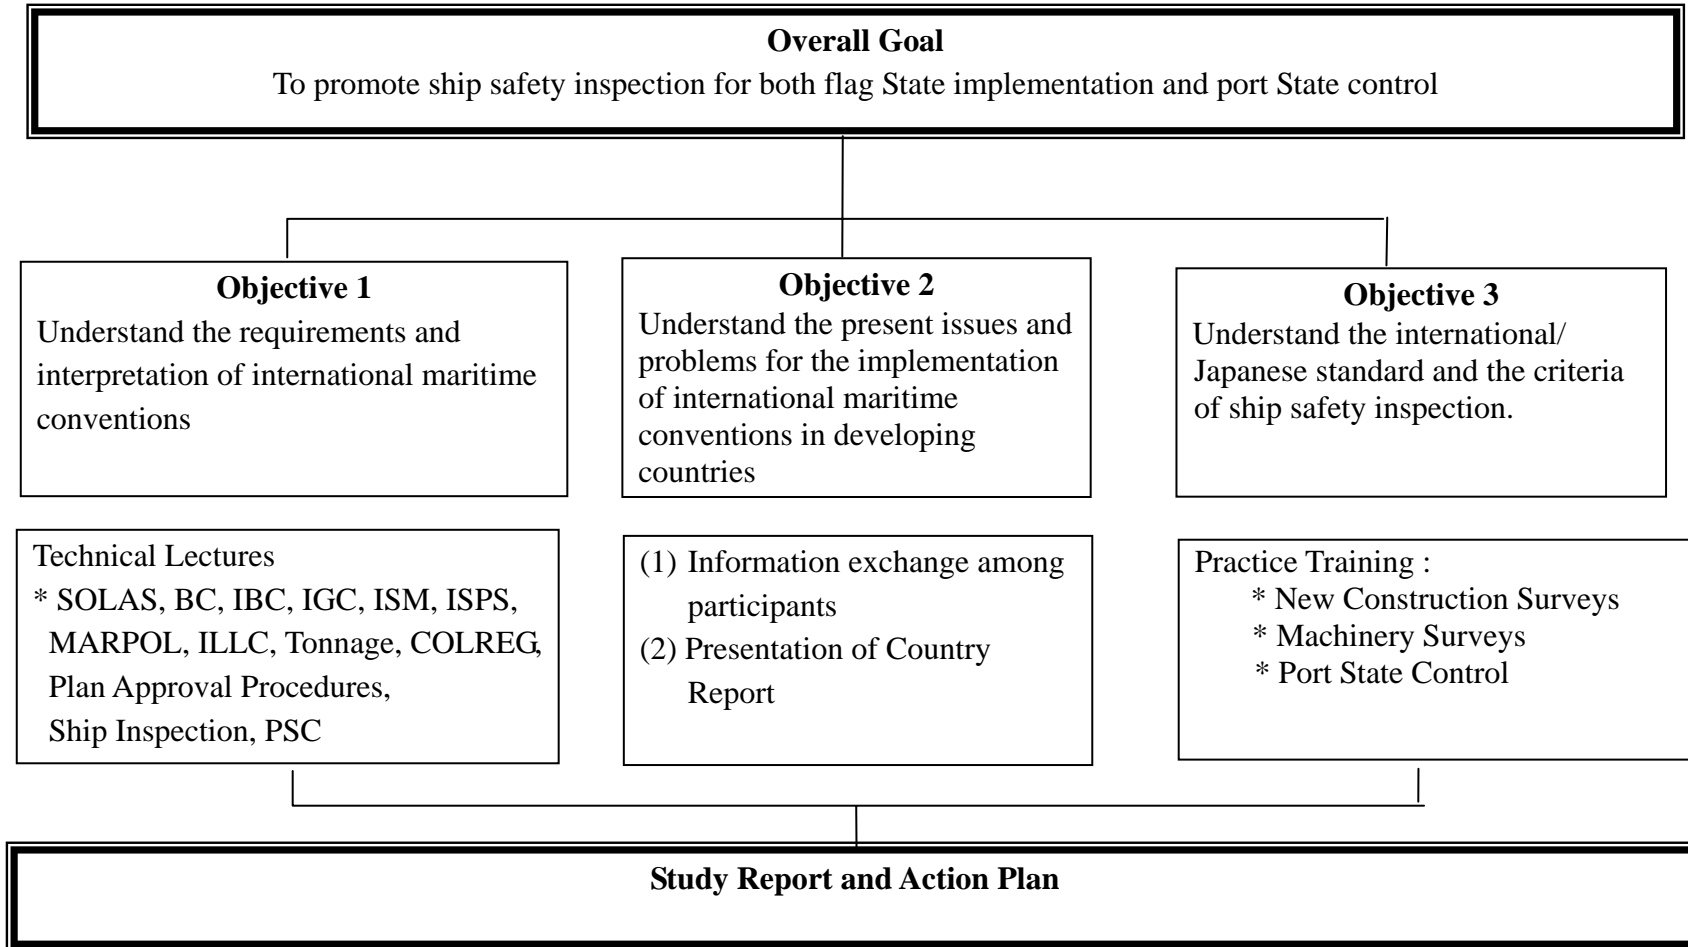 Overall Goal
To promote ship safety inspection for both flag State implementation and port State control
Objective 1
Understand the requirements and
interpretation of international maritime
conventions
Objective 2
Understand the present issues and
problems for the implementation
of international maritime
conventions in developing
countries
Objective 3
Understand the international/
Japanese standard and the criteria
of ship safety inspection.
Technical Lectures
* SOLAS, BC, IBC, IGC, ISM, ISPS,
MARPOL, ILLC, Tonnage, COLREG,
Plan Approval Procedures,
Ship Inspection, PSC
(1) Information exchange among
participants
(2) Presentation of Country
Report
Practice Training :
* New Construction Surveys
* Machinery Surveys
* Port State Control
Study Report and Action Plan